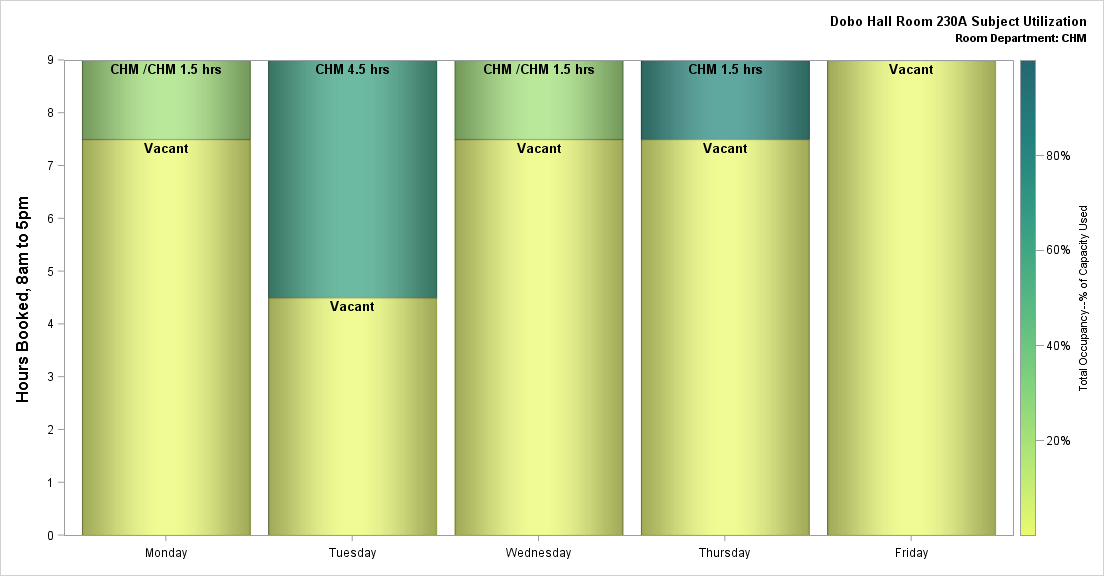 Dobo Hall Room 230A Subject Utilization
Room Department: CHM
Hours Booked, 8am to 5pm
9
8
7
6
5
4
3
2
1
0
CHM /CHM 1.5 hrs
Vacant
CHM 4.5 hrs
Vacant
CHM /CHM 1.5 hrs
Vacant
CHM 1.5 hrs
Vacant
Vacant
Monday
Tuesday
Wednesday
Thursday
Friday
80%
60%
40%
20%
Total Occupancy--% of Capacity Used